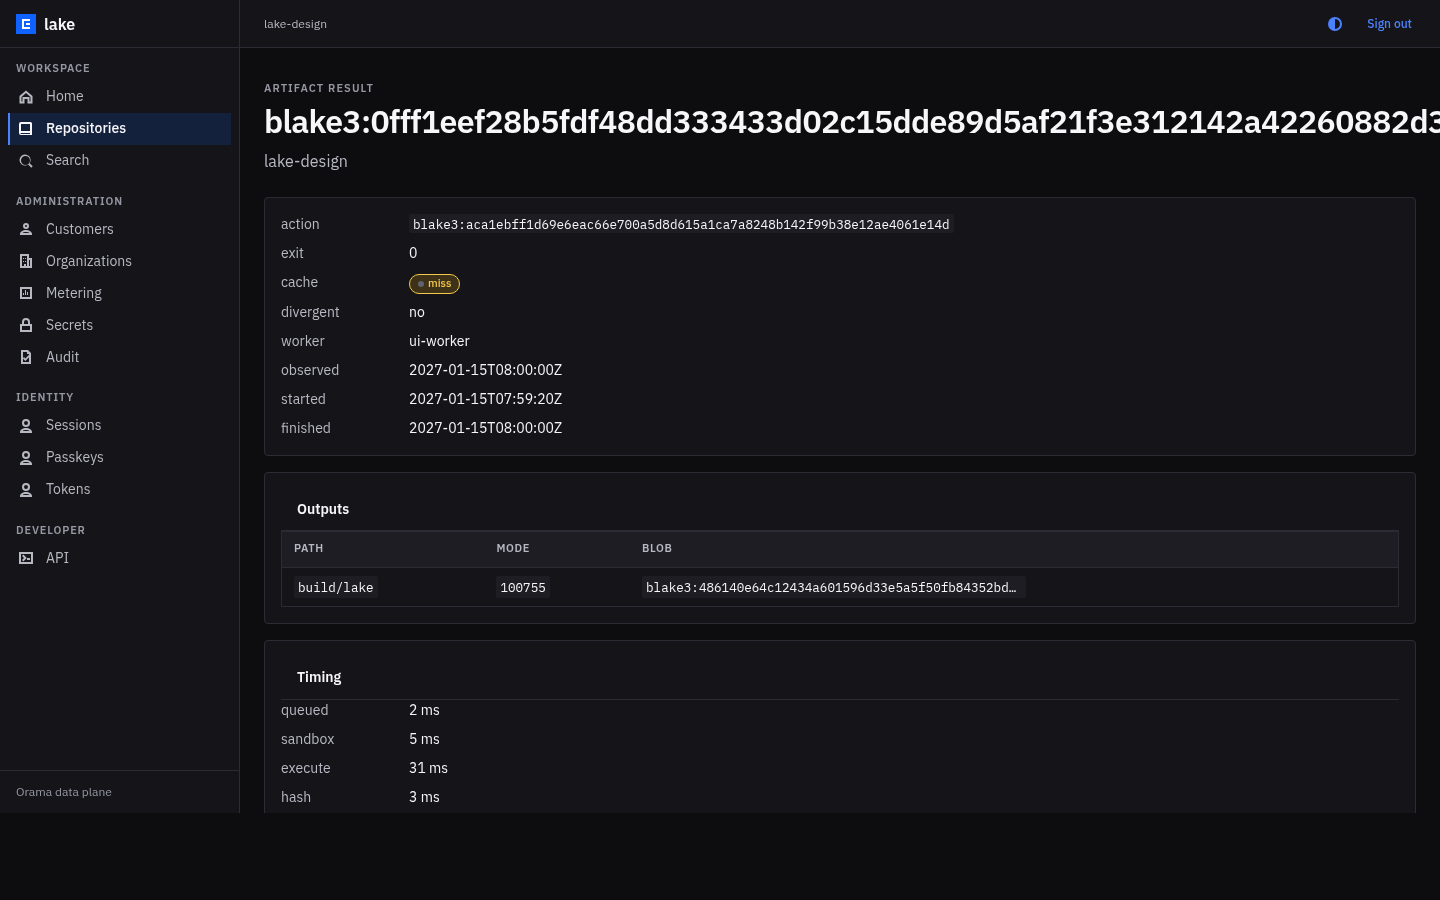 lake
lake-design
Sign out
WORKSPACE
Home
Repositories
Search
ADMINISTRATION
Customers
Organizations
Metering
Secrets
Audit
IDENTITY
Sessions
Passkeys
Tokens
DEVELOPER
API
Orama data plane
ARTIFACT RESULT
blake3:0fff1eef28b5fdf48dd333433d02c15dde89d5af21f3e312142a42260882d3
lake-design
action blake3:aca1ebff1d69e6eac66e700a5d8d615a1ca7a8248b142f99b38e12ae4061e14d
exit 0
cache miss
divergent no
worker ui-worker
observed 2027-01-15T08:00:00Z
started 2027-01-15T07:59:20Z
finished 2027-01-15T08:00:00Z
Outputs
PATH MODE BLOB
build/lake 100755 blake3:486140e64c12434a601596d33e5a5f50fb84352bd…
Timing
queued 2 ms
sandbox 5 ms
execute 31 ms
hash 3 ms